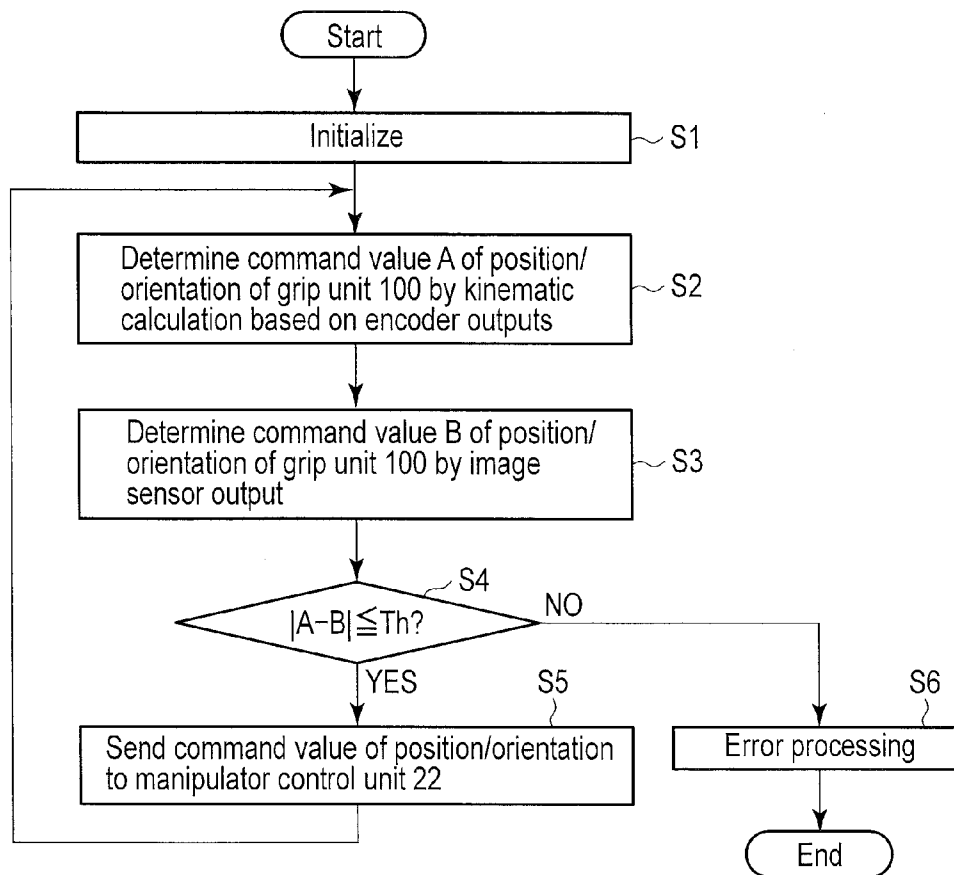 Start
Initialize
S1
Determine command value A of position/
orientation of grip unit 100 by kinematic
calculation based on encoder outputs
S2
Determine command value B of position/
orientation of grip unit 100 by image
sensor output
S3
S4
|A−B|≦Th?
NO
YES
S5
Send command value of position/orientation
to manipulator control unit 22
S6
Error processing
End